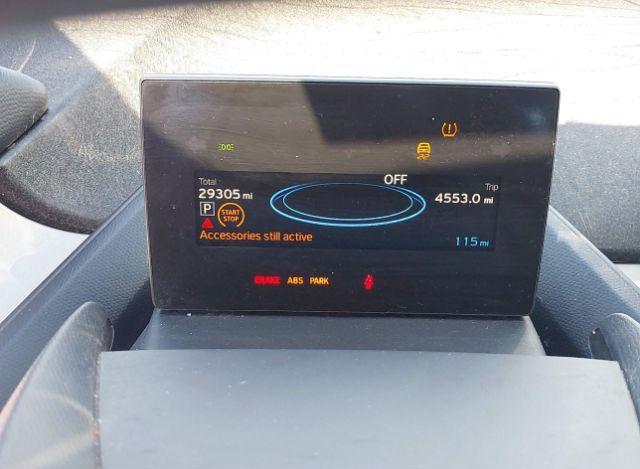 OFF
Total
Trip
29305 mi
4553.0 mi
P
START
STOP
Accessories still active
115 mi
BRAKE ABS PARK